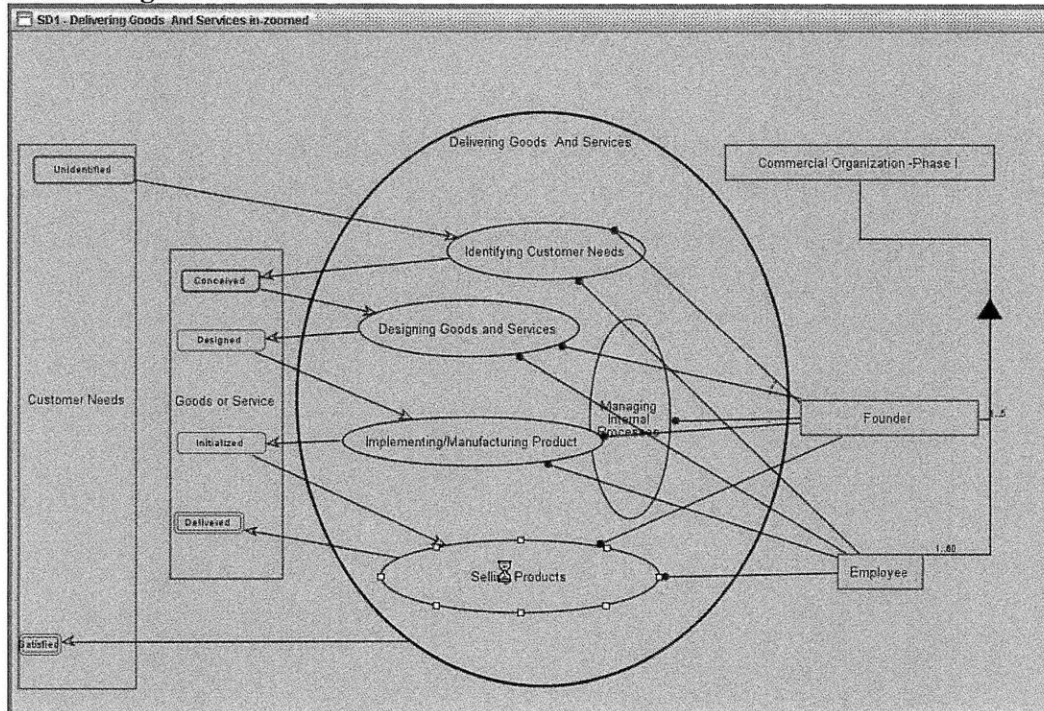 SD1 - Delivering Goods And Services in-zoomed
Delivering Goods And Services
Commercial Organization -Phase I
Unidentified
Identifying Customer Needs
Conceived
Designing Goods and Services
Designed
Customer Needs
Goods or Service
Managing
Internal
Processes
Founder
1..5
Initialized
Implementing/Manufacturing Product
Delivered
1..60
Employee
Selling Products
Satisfied